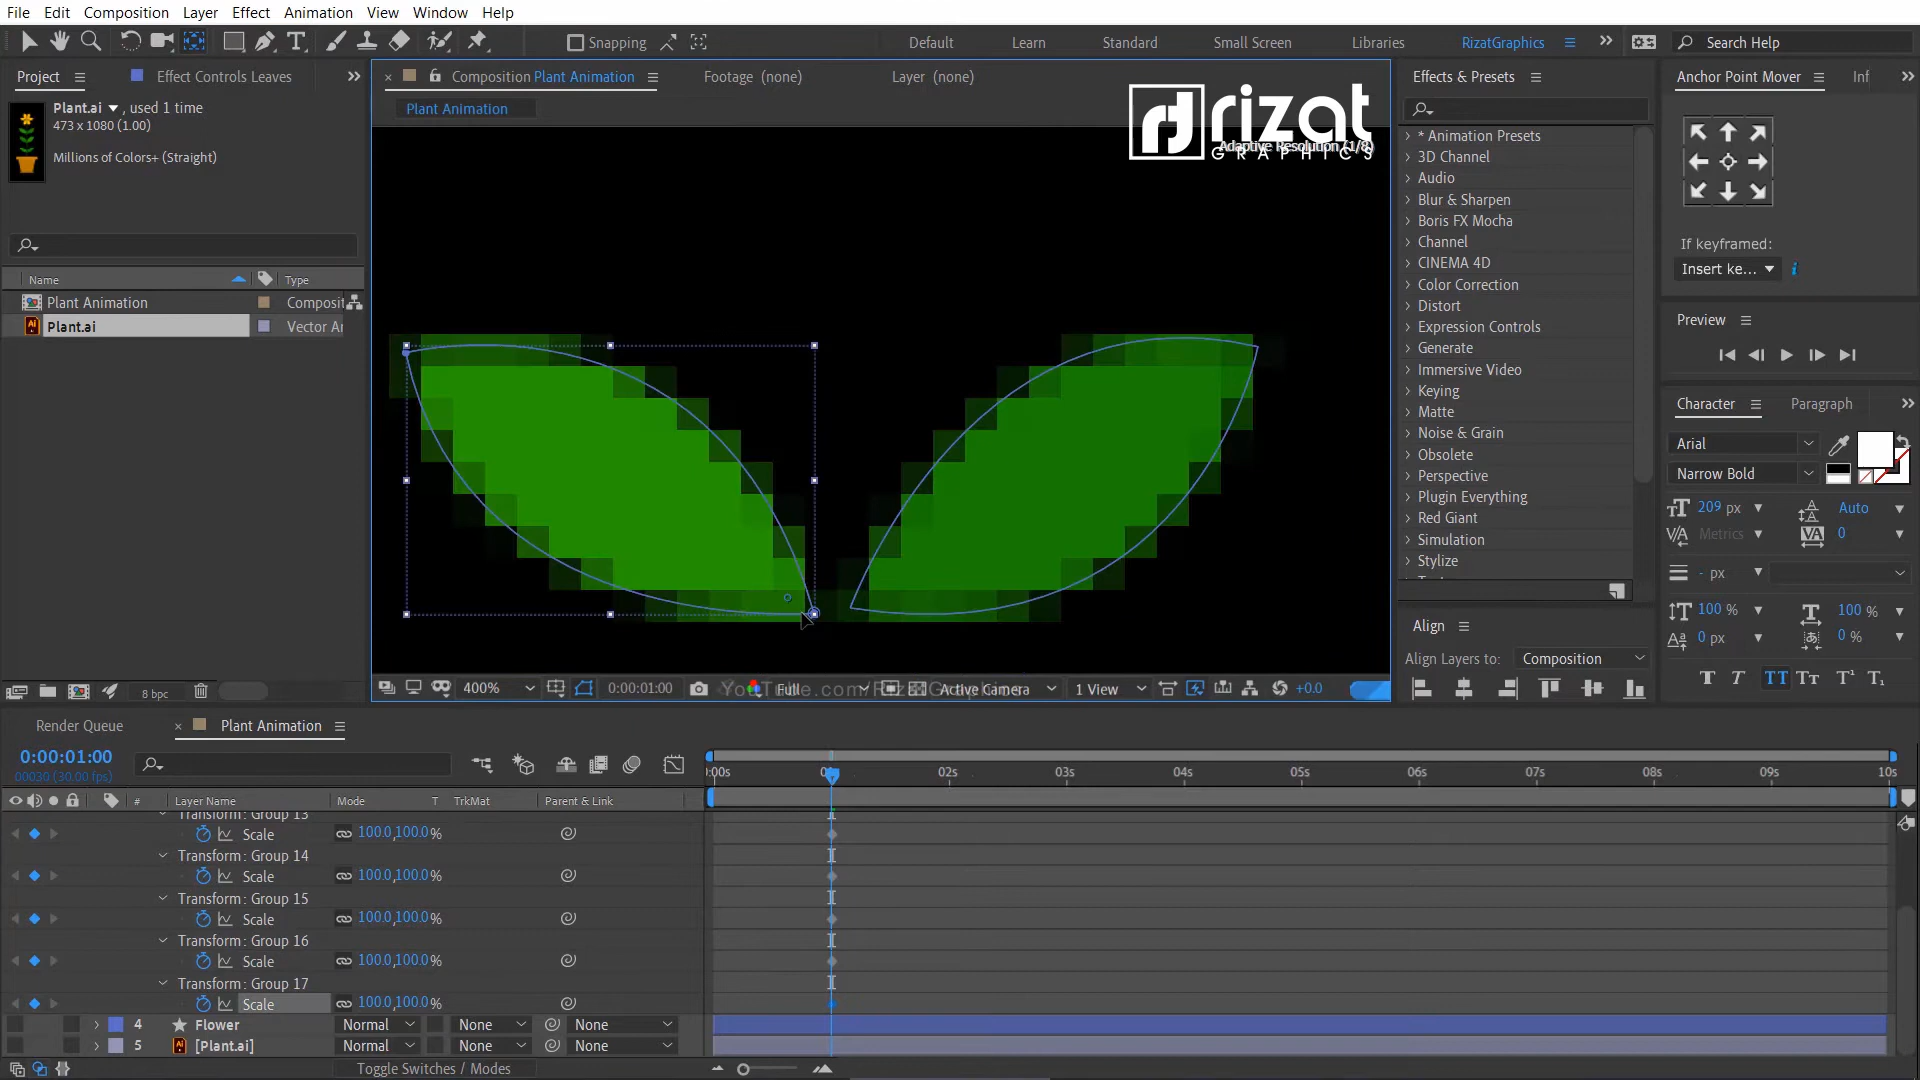 File Edit Composition Layer Effect Animation View Window Help
Snapping
Default Learn Standard Small Screen Libraries RizatGraphics Search Help
Project Effect Controls Leaves
Plant.ai , used 1 time
473 x 1080 (1.00)
Millions of Colors+ (Straight)
Name Type
Plant Animation
Plant.ai Vector Ar
8 bpc
Composition Plant Animation Footage (none) Layer (none)
Plant Animation
rizat
GRAPHICS
Adaptive Resolution (1/8)
400% 0:00:01:00 Full Active Camera 1 View +0.0
Effects & Presets
* Animation Presets
3D Channel
Audio
Blur & Sharpen
Boris FX Mocha
Channel
CINEMA 4D
Color Correction
Distort
Expression Controls
Generate
Immersive Video
Keying
Matte
Noise & Grain
Obsolete
Perspective
Plugin Everything
Red Giant
Simulation
Stylize
Align
Align Layers to: Composition
Anchor Point Mover Inf
If keyframed:
Insert ke...
Preview
Character Paragraph
Arial
Narrow Bold
209 px Auto
Metrics 0
- px
100 % 100 %
0 px 0 %
Render Queue Plant Animation
0:00:01:00
00030 (30.00 fps)
:00s 02s 03s 04s 05s 06s 07s 08s 09s 10s
# Layer Name Mode T TrkMat Parent & Link
Transform: Group 13
Scale 100.0,100.0%
Transform: Group 14
Scale 100.0,100.0%
Transform: Group 15
Scale 100.0,100.0%
Transform: Group 16
Scale 100.0,100.0%
Transform: Group 17
Scale 100.0,100.0%
4 Flower Normal None None
5 [Plant.ai] Normal None None
Toggle Switches / Modes